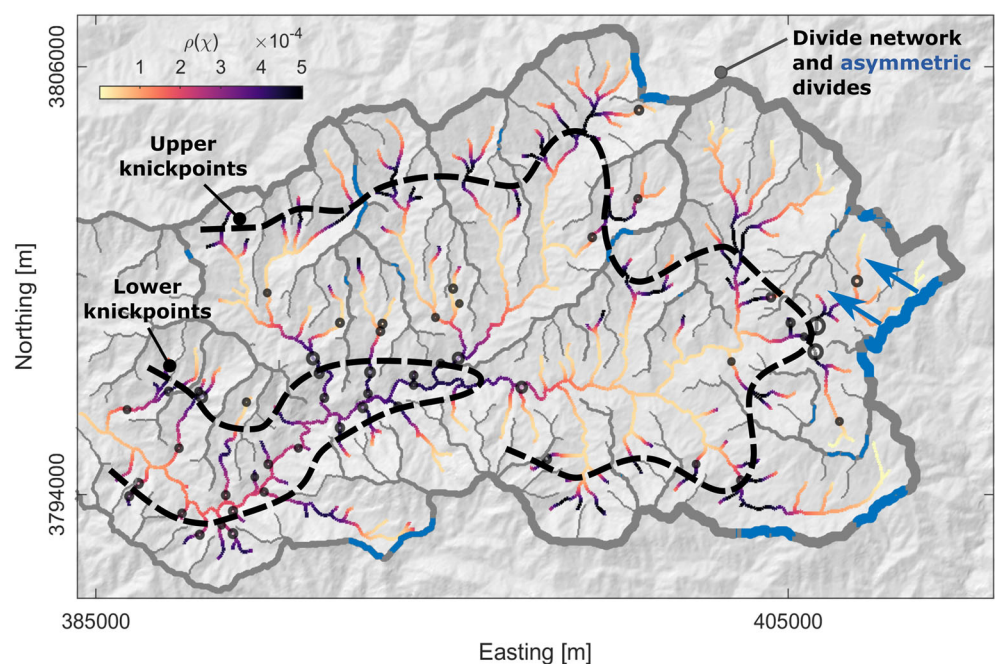 ρ(χ) ×10⁻⁴
1 2 3 4 5
Divide network
and asymmetric
divides
Upper
knickpoints
Lower
knickpoints
3806000
3794000
Northing [m]
385000
405000
Easting [m]